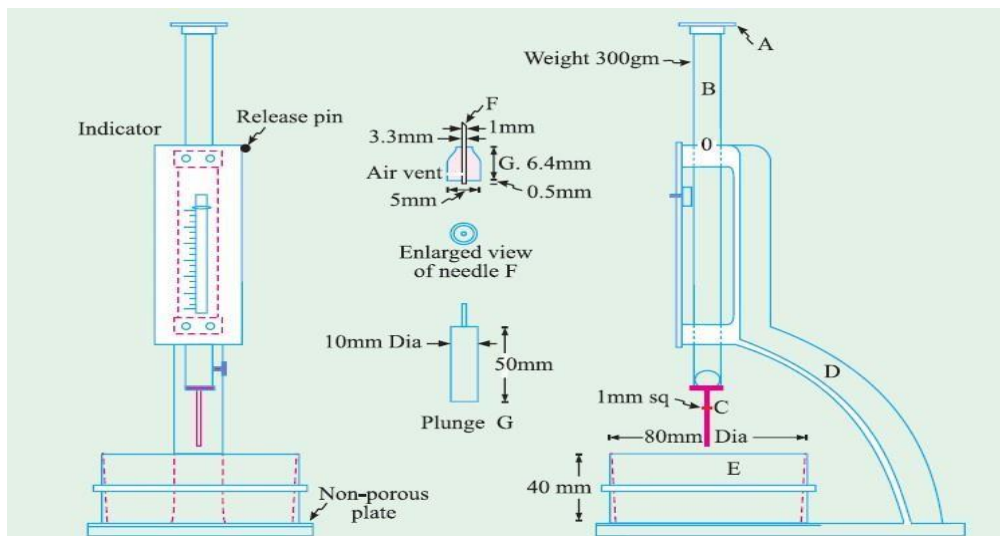 Indicator
Release pin
Non-porous
plate
F
1mm
3.3mm
Air vent
G. 6.4mm
0.5mm
5mm
Enlarged view
of needle F
10mm Dia
50mm
Plunge G
A
Weight 300gm
B
0
D
1mm sq
C
80mm Dia
E
40 mm